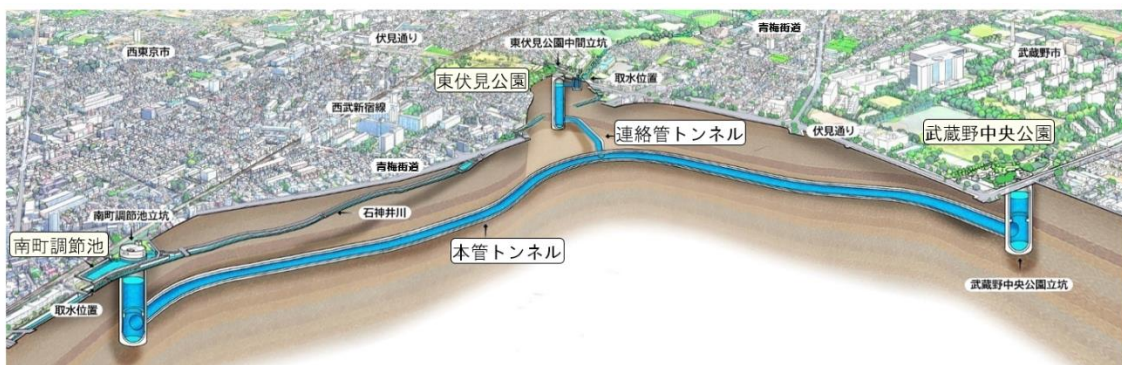 西東京市
伏見通り
東伏見公園中間立坑
青梅街道
武蔵野市
東伏見公園
取水位置
西武新宿線
連絡管トンネル
伏見通り
武蔵野中央公園
青梅街道
南町調節池立坑
石神井川
南町調節池
本管トンネル
武蔵野中央公園立坑
取水位置